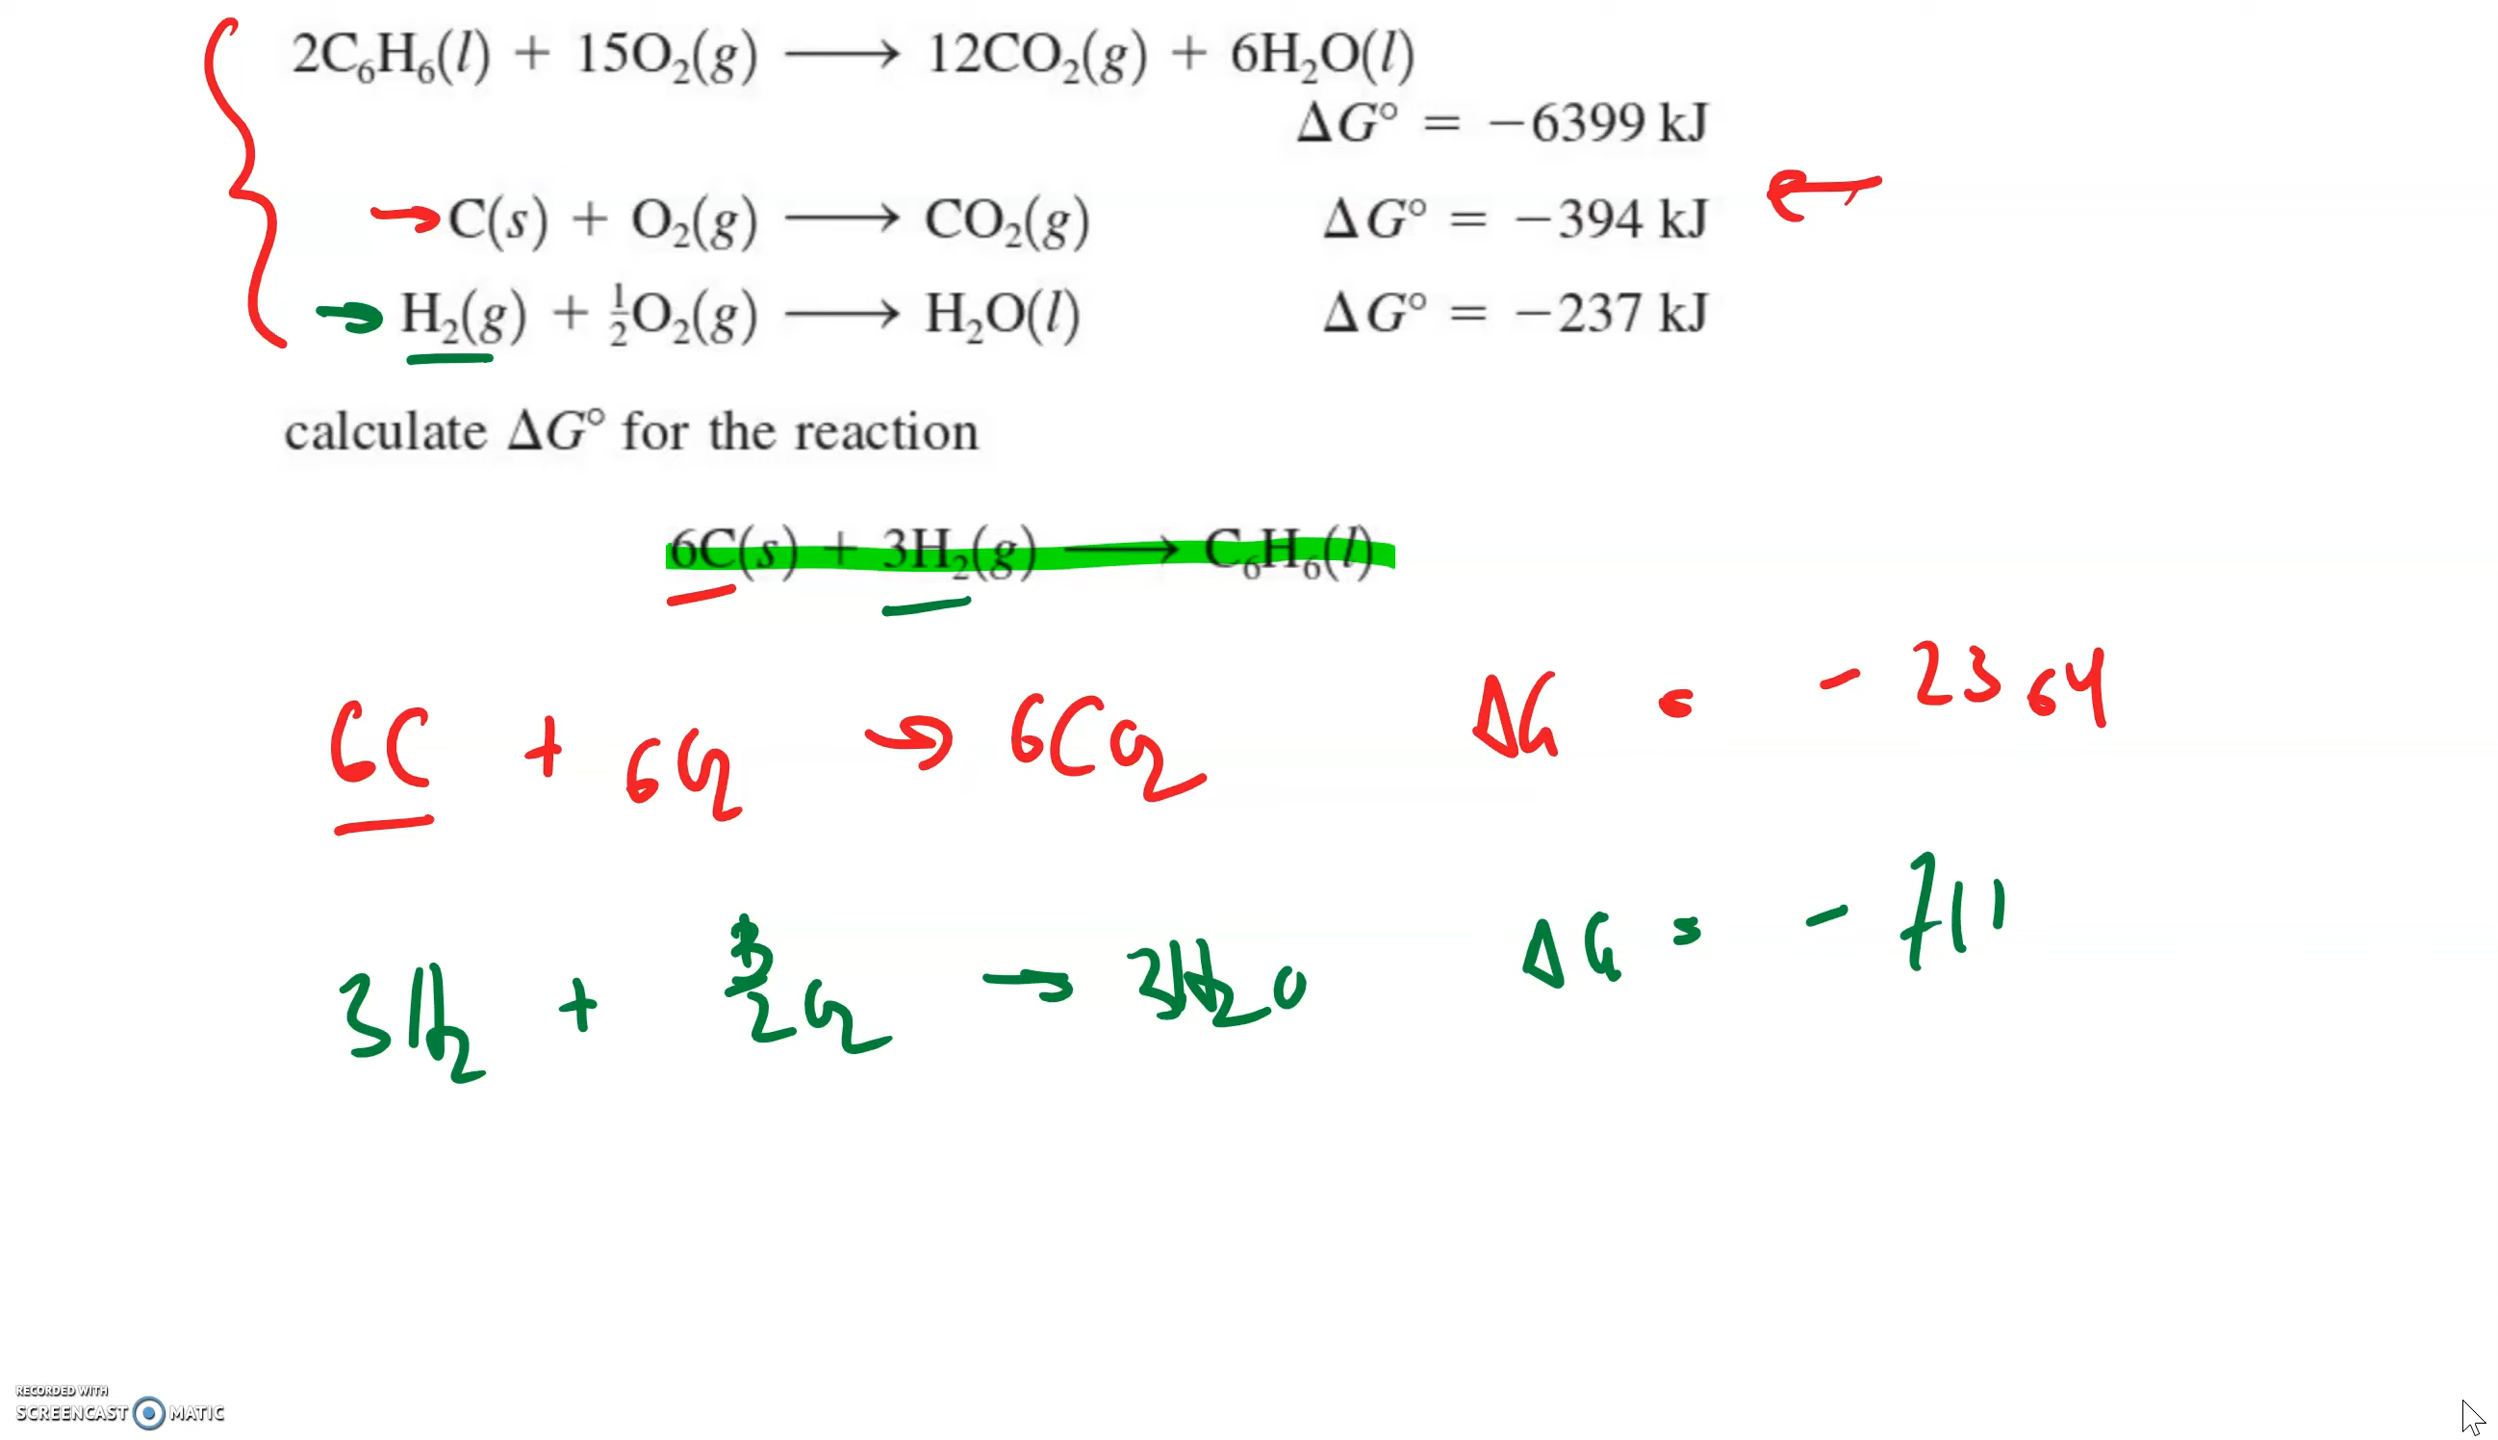 2C₆H₆(l) + 15O₂(g) ⟶ 12CO₂(g) + 6H₂O(l)
ΔG° = −6399 kJ
C(s) + O₂(g) ⟶ CO₂(g) ΔG° = −394 kJ
H₂(g) + ½O₂(g) ⟶ H₂O(l) ΔG° = −237 kJ
calculate ΔG° for the reaction
6C(s) + 3H₂(g) ⟶ C₆H₆(l)
6C + 6O₂ → 6CO₂ ΔG = - 2364
3H₂ + 3/2 O₂ → 3H₂O ΔG = - 711
RECORDED WITH
SCREENCAST MATIC